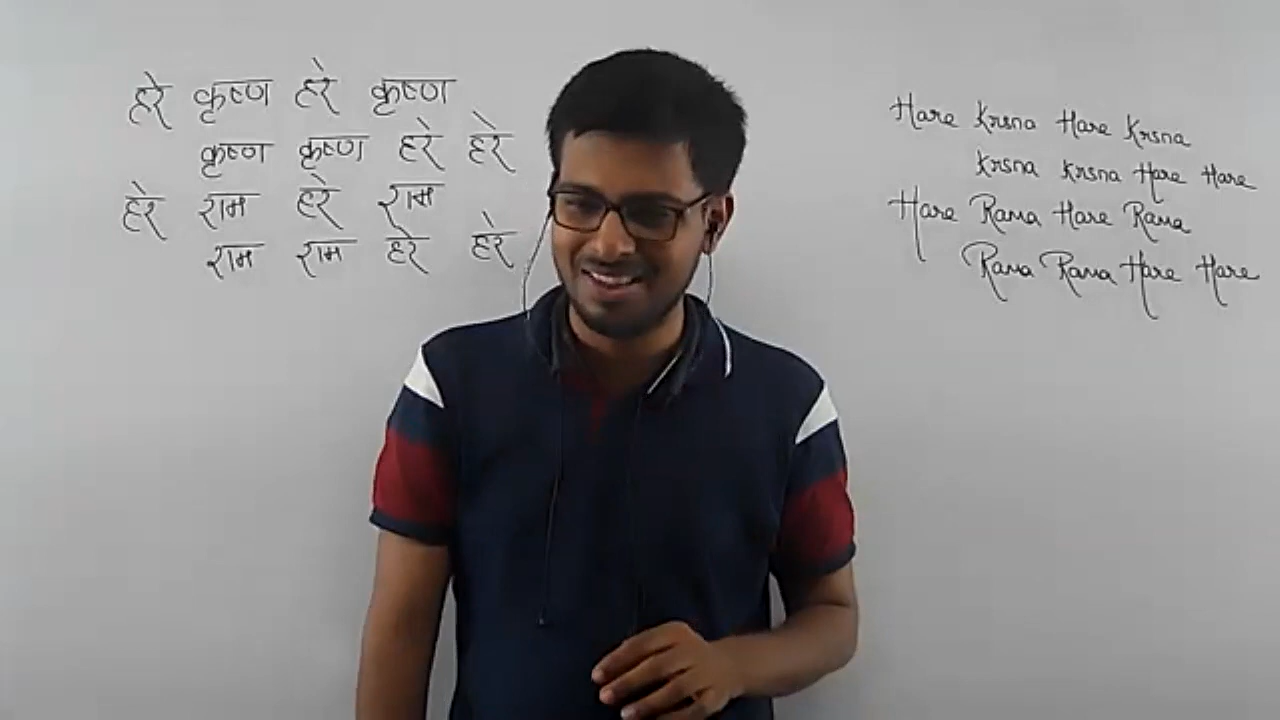 हरे कृष्ण हरे कृष्ण
कृष्ण कृष्ण हरे हरे
हरे राम हरे राम
राम राम हरे हरे
Hare Krsna Hare Krsna
Krsna Krsna Hare Hare
Hare Rama Hare Rama
Rama Rama Hare Hare